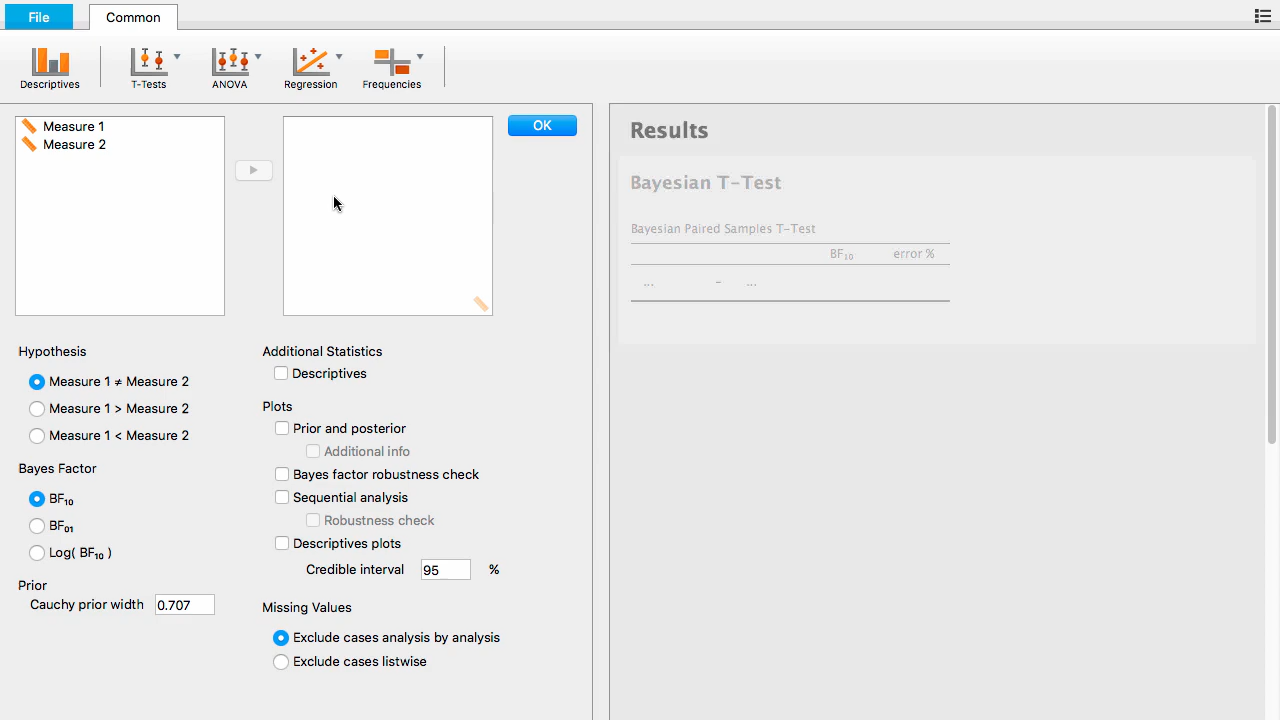 File
Common
Descriptives
T-Tests
ANOVA
Regression
Frequencies
Measure 1
Measure 2
OK
Hypothesis
Measure 1 ≠ Measure 2
Measure 1 > Measure 2
Measure 1 < Measure 2
Bayes Factor
BF₁₀
BF₀₁
Log( BF₁₀ )
Prior
Cauchy prior width 0.707
Additional Statistics
Descriptives
Plots
Prior and posterior
Additional info
Bayes factor robustness check
Sequential analysis
Robustness check
Descriptives plots
Credible interval 95 %
Missing Values
Exclude cases analysis by analysis
Exclude cases listwise
Results
Bayesian T-Test
Bayesian Paired Samples T-Test
BF₁₀ error %
... - ...